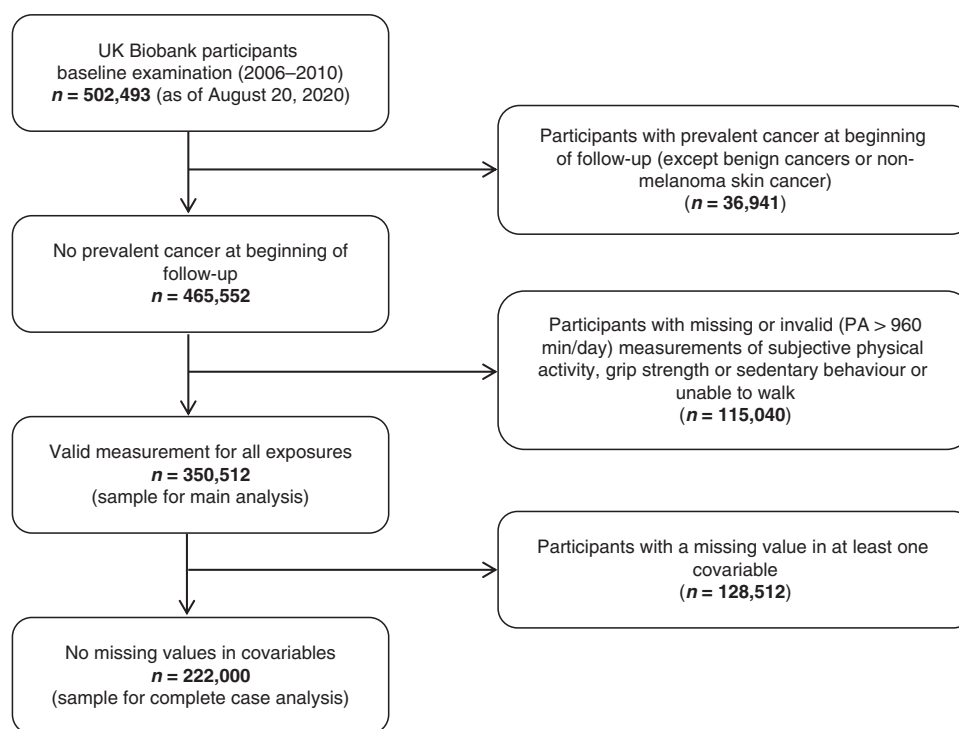 UK Biobank participants
baseline examination (2006–2010)
n = 502,493 (as of August 20, 2020)
Participants with prevalent cancer at beginning
of follow-up (except benign cancers or non-
melanoma skin cancer)
(n = 36,941)
No prevalent cancer at beginning of
follow-up
n = 465,552
Participants with missing or invalid (PA > 960
min/day) measurements of subjective physical
activity, grip strength or sedentary behaviour or
unable to walk
(n = 115,040)
Valid measurement for all exposures
n = 350,512
(sample for main analysis)
Participants with a missing value in at least one
covariable
(n = 128,512)
No missing values in covariables
n = 222,000
(sample for complete case analysis)